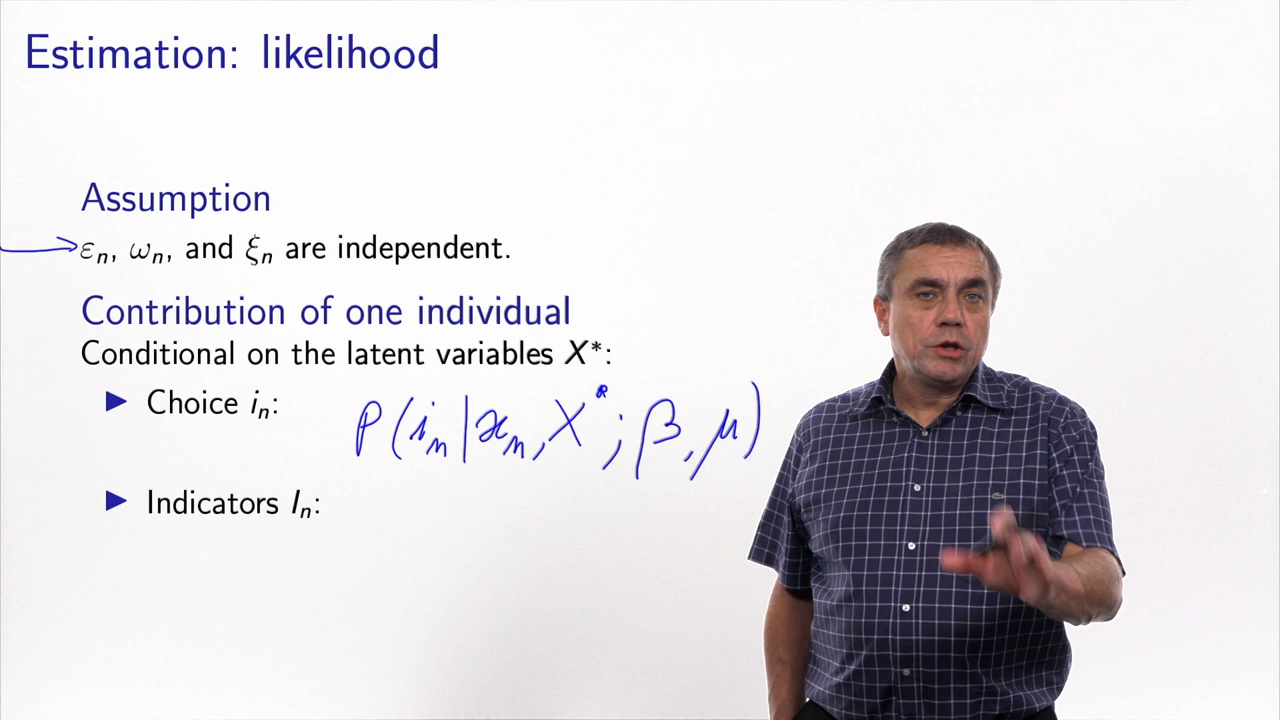 Estimation: likelihood
Assumption
εₙ, ωₙ, and ξₙ are independent.
Contribution of one individual
Conditional on the latent variables X*:
▶ Choice iₙ: P(iₙ|xₙ, X*; β, μ)
▶ Indicators Iₙ: